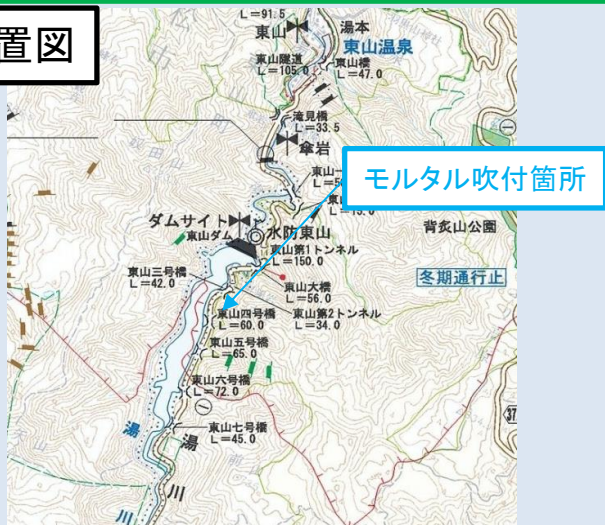 置図
L=91.5
東山
湯本
東山温泉
東山隧道
L=105.0
東山橋
L=47.0
滝見橋
L=33.5
傘岩
モルタル吹付箇所
背炙山公園
冬期通行止
ダムサイト
東山ダム
水防東山
東山第1トンネル
L=150.0
東山三号橋
L=42.0
東山大橋
L=56.0
東山四号橋
L=60.0
東山第2トンネル
L=34.0
東山五号橋
L=65.0
東山六号橋
L=72.0
東山七号橋
L=45.0
湯
川
湯
川
37